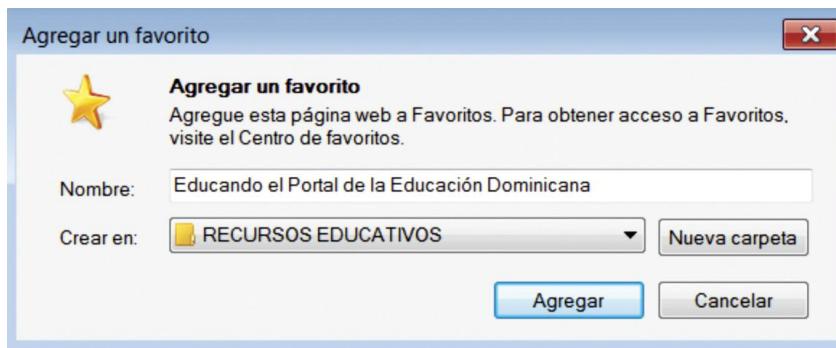 Agregar un favorito
Agregar un favorito
Agregue esta página web a Favoritos. Para obtener acceso a Favoritos,
visite el Centro de favoritos.
Nombre: Educando el Portal de la Educación Dominicana
Crear en: RECURSOS EDUCATIVOS Nueva carpeta
Agregar Cancelar